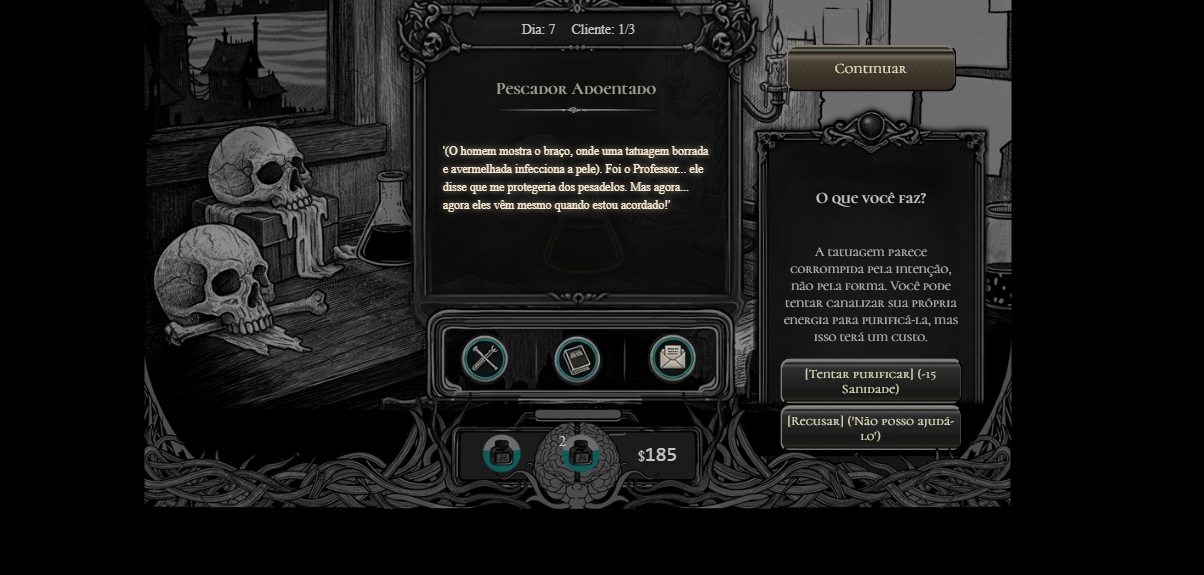 Dia: 7 Cliente: 1/3
Continuar
Pescador Adoentado
'(O homem mostra o braço, onde uma tatuagem borrada
e avermelhada infecciona a pele). Foi o Professor... ele
disse que me protegeria dos pesadelos. Mas agora...
agora eles vêm mesmo quando estou acordado!'
O que você faz?
A tatuagem parece
corrompida pela intenção,
não pela forma. Você pode
tentar canalizar sua própria
energia para purificá-la, mas
isso terá um custo.
[Tentar purificar] (-15
Sanidade)
[Recusar] ('Não posso ajudá-
lo')
2
$185